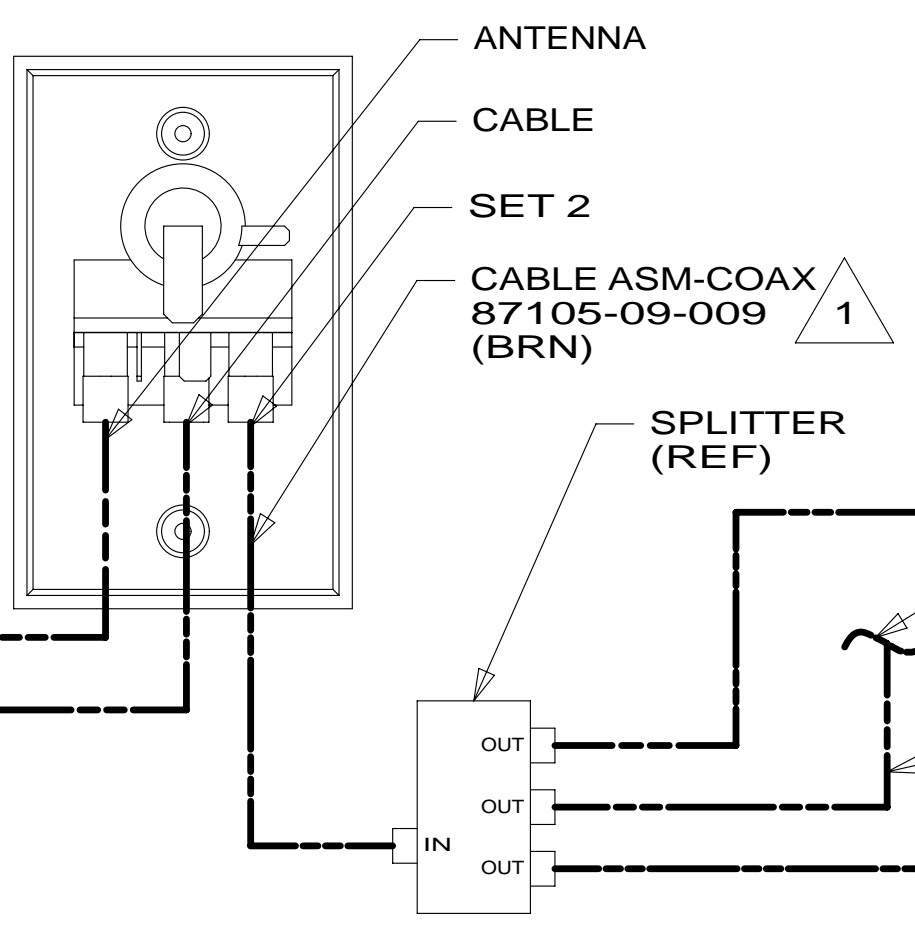 ANTENNA
CABLE
SET 2
CABLE ASM-COAX
87105-09-009
(BRN)
1
SPLITTER
(REF)
OUT
OUT
IN
OUT